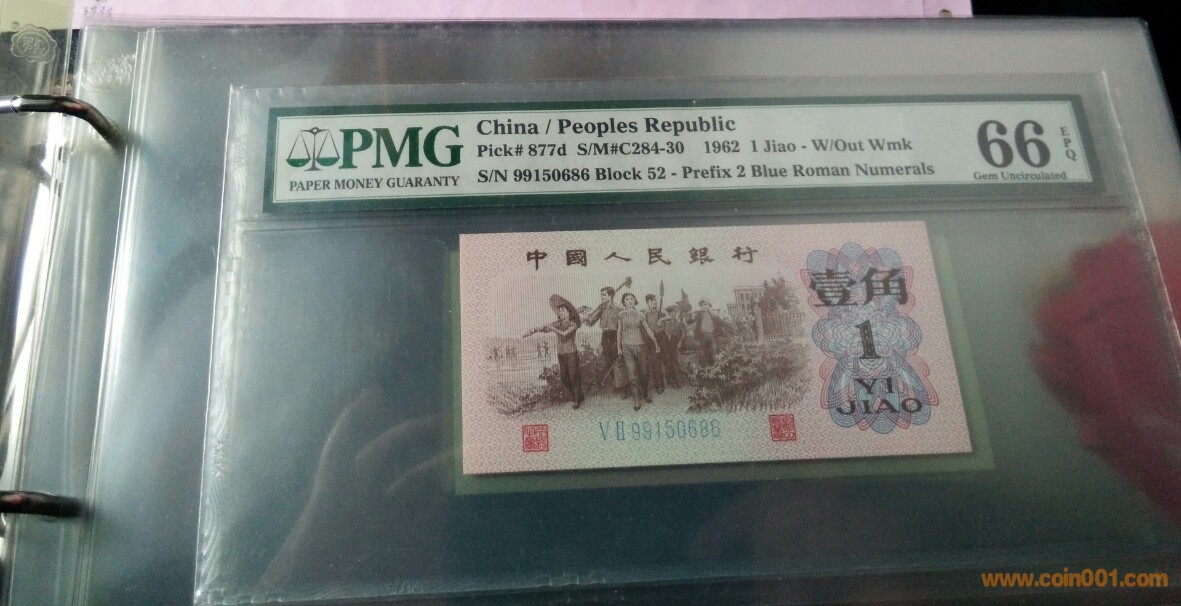 PMG
PAPER MONEY GUARANTY
China / Peoples Republic
Pick# 877d S/M#C284-30 1962 1 Jiao - W/Out Wmk
S/N 99150686 Block 52 - Prefix 2 Blue Roman Numerals
66 EPQ
Gem Uncirculated
中國人民銀行
壹角
1
YI
JIAO
V II 99150686
www.coin001.com